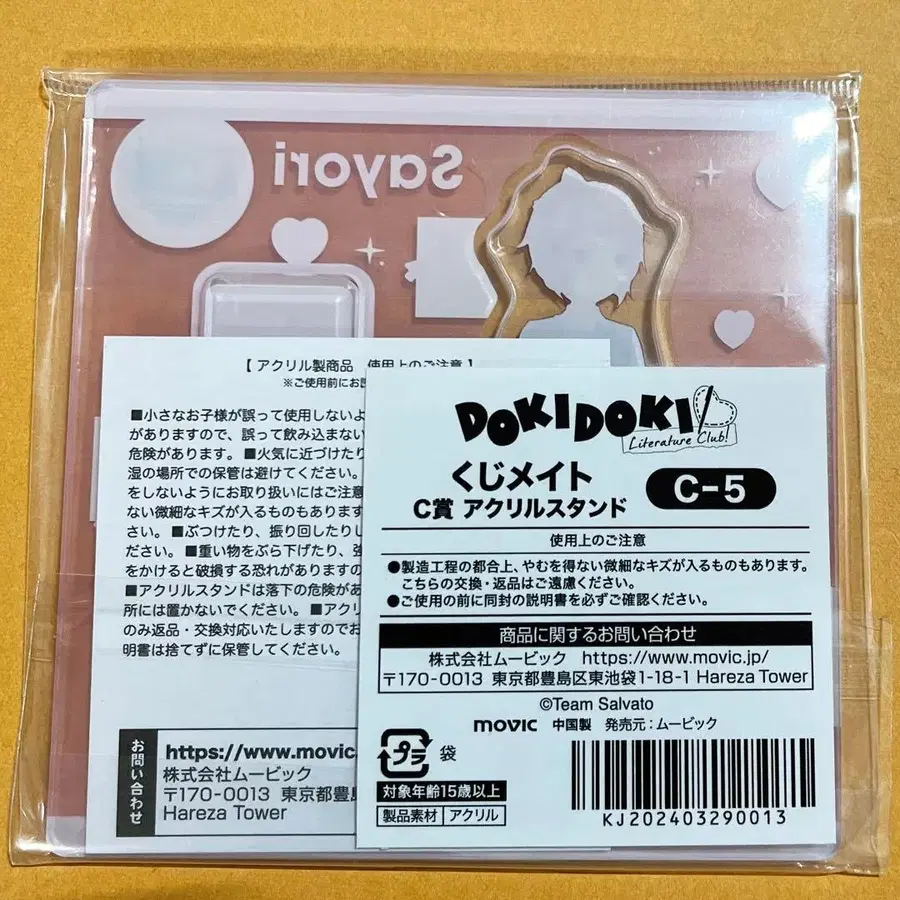 Sayori
【 アクリル製商品　使用上のご注意 】
※ご使用前にお
■小さなお子様が誤って使用しないよ
がありますので、誤って飲み込まない
危険があります。■火気に近づけたり
湿の場所での保管は避けてください。
をしないようにお取り扱いにはご注意
ない微細なキズが入るものもあります
さい。■ぶつけたり、振り回したりし
ださい。■重い物をぶら下げたり、強
をかけると破損する恐れがありますの
■アクリルスタンドは落下の危険があ
所には置かないでください。■アクリ
のみ返品・交換対応いたしますのでお
明書は捨てずに保管してください。
お問い合わせ
https://www.movic.
株式会社ムービック
〒170-0013 東京都豊島
Hareza Tower
DOKI DOKI
Literature Club!
くじメイト
C賞 アクリルスタンド
C-5
使用上のご注意
●製造工程の都合上、やむを得ない微細なキズが入るものもあります。
こちらの交換・返品はご遠慮ください。
●ご使用の前に同封の説明書を必ずご確認ください。
商品に関するお問い合わせ
株式会社ムービック　https://www.movic.jp/
〒170-0013 東京都豊島区東池袋1-18-1 Hareza Tower
©Team Salvato
movic 中国製 発売元：ムービック
プラ 袋
対象年齢15歳以上
製品素材 アクリル
KJ202403290013